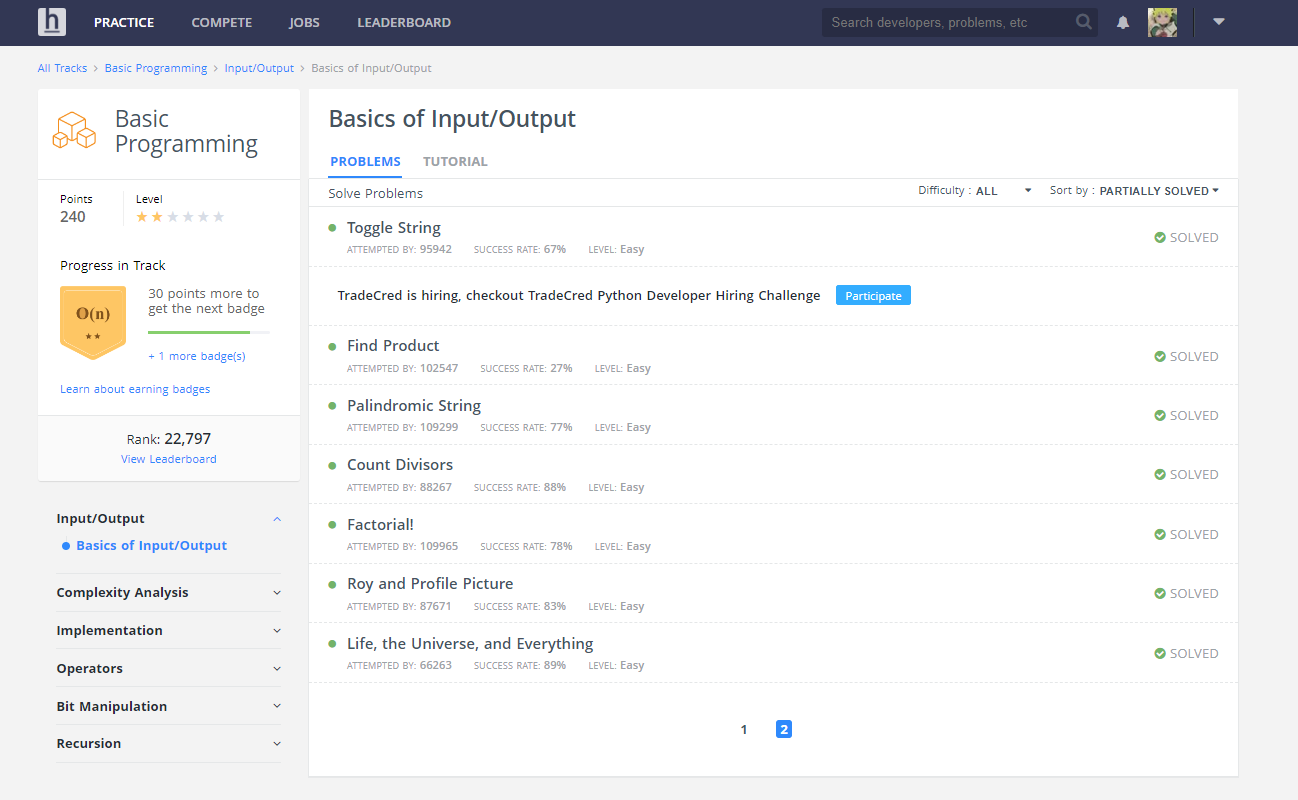 h PRACTICE COMPETE JOBS LEADERBOARD Search developers, problems, etc
All Tracks > Basic Programming > Input/Output > Basics of Input/Output
Basic
Programming
Points Level
240
Progress in Track
O(n)
30 points more to
get the next badge
+ 1 more badge(s)
Learn about earning badges
Rank: 22,797
View Leaderboard
Input/Output
Basics of Input/Output
Complexity Analysis
Implementation
Operators
Bit Manipulation
Recursion
Basics of Input/Output
PROBLEMS TUTORIAL
Solve Problems Difficulty : ALL Sort by : PARTIALLY SOLVED
Toggle String SOLVED
ATTEMPTED BY: 95942 SUCCESS RATE: 67% LEVEL: Easy
TradeCred is hiring, checkout TradeCred Python Developer Hiring Challenge Participate
Find Product SOLVED
ATTEMPTED BY: 102547 SUCCESS RATE: 27% LEVEL: Easy
Palindromic String SOLVED
ATTEMPTED BY: 109299 SUCCESS RATE: 77% LEVEL: Easy
Count Divisors SOLVED
ATTEMPTED BY: 88267 SUCCESS RATE: 88% LEVEL: Easy
Factorial! SOLVED
ATTEMPTED BY: 109965 SUCCESS RATE: 78% LEVEL: Easy
Roy and Profile Picture SOLVED
ATTEMPTED BY: 87671 SUCCESS RATE: 83% LEVEL: Easy
Life, the Universe, and Everything SOLVED
ATTEMPTED BY: 66263 SUCCESS RATE: 89% LEVEL: Easy
1 2